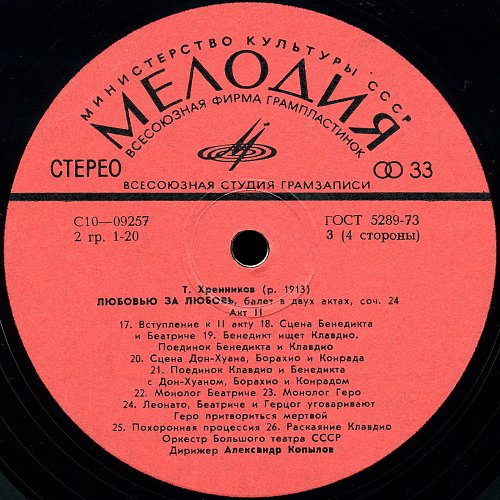 МИНИСТЕРСТВО КУЛЬТУРЫ СССР
МЕЛОДИЯ
ВСЕСОЮЗНАЯ ФИРМА ГРАМПЛАСТИНОК
СТЕРЕО
33
ВСЕСОЮЗНАЯ СТУДИЯ ГРАМЗАПИСИ
С10—09257
ГОСТ 5289-73
2 гр. 1-20
3 (4 стороны)
Т. Хренников (р. 1913)
ЛЮБОВЬЮ ЗА ЛЮБОВЬ, балет в двух актах, соч. 24
Акт II
17. Вступление к II акту 18. Сцена Бенедикта
и Беатриче 19. Бенедикт ищет Клавдио.
Поединок Бенедикта и Клавдио
20. Сцена Дон-Хуана, Борахио и Конрада
21. Поединок Клавдио и Бенедикта
с Дон-Хуаном, Борахио и Конрадом
22. Монолог Беатриче 23. Монолог Геро
24. Леонато, Беатриче и Герцог уговаривают
Геро притвориться мертвой
25. Похоронная процессия 26. Раскаяние Клавдио
Оркестр Большого театра СССР
Дирижер Александр Копылов